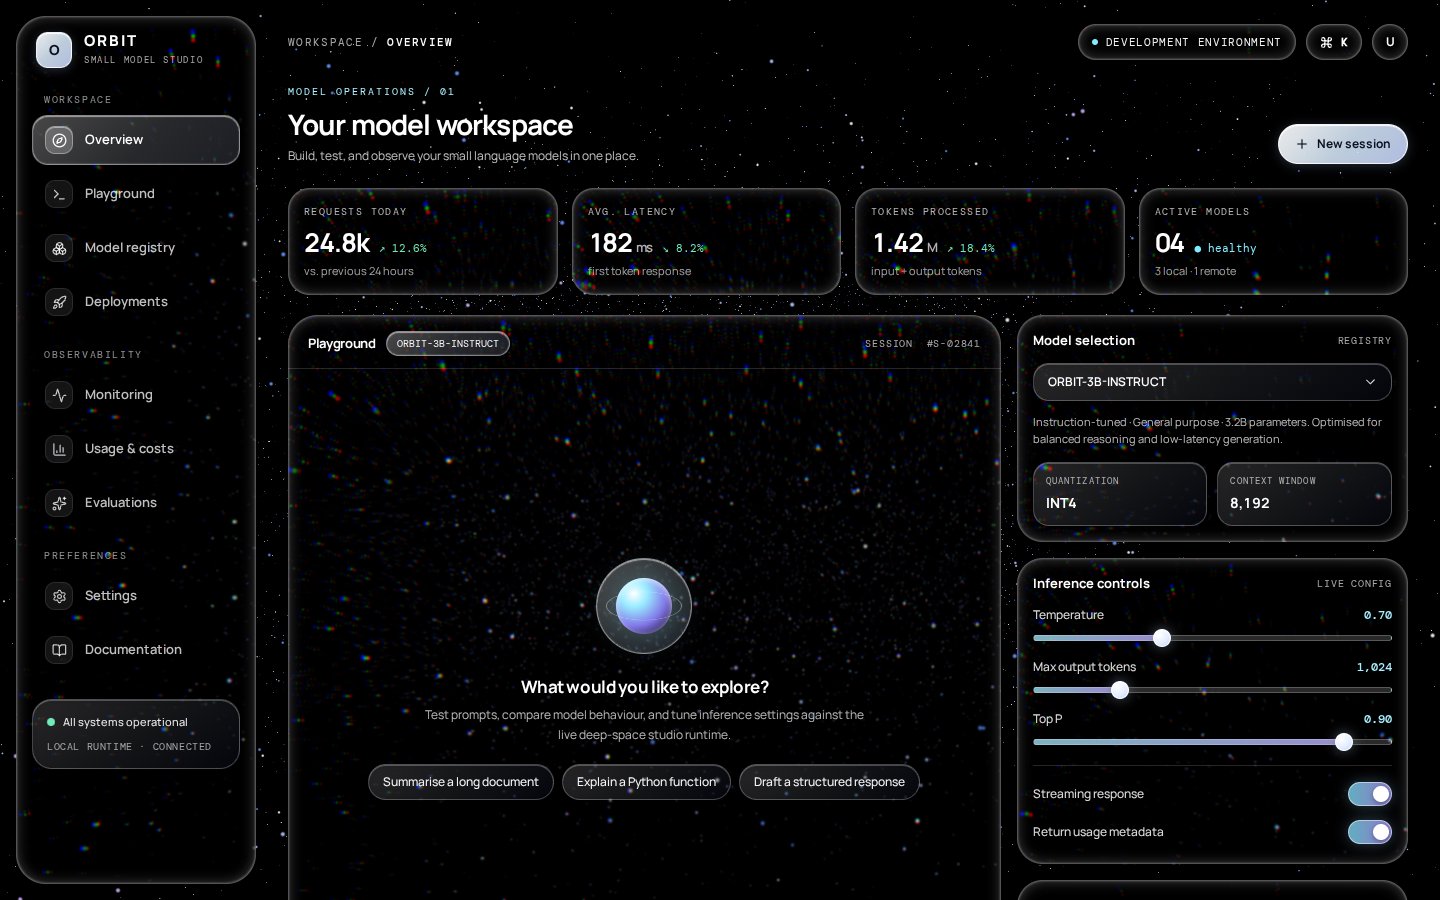 O
ORBIT
SMALL MODEL STUDIO
WORKSPACE
Overview
Playground
Model registry
Deployments
OBSERVABILITY
Monitoring
Usage & costs
Evaluations
PREFERENCES
Settings
Documentation
All systems operational
LOCAL RUNTIME · CONNECTED
WORKSPACE / OVERVIEW
DEVELOPMENT ENVIRONMENT
⌘ K
U
MODEL OPERATIONS / 01
Your model workspace
Build, test, and observe your small language models in one place.
New session
REQUESTS TODAY
24.8k ↗ 12.6%
vs. previous 24 hours
AVG. LATENCY
182 ms ↘ 8.2%
first token response
TOKENS PROCESSED
1.42 M ↗ 18.4%
input + output tokens
ACTIVE MODELS
04 ● healthy
3 local · 1 remote
Playground
ORBIT-3B-INSTRUCT
SESSION #S-02841
What would you like to explore?
Test prompts, compare model behaviour, and tune inference settings against the
live deep-space studio runtime.
Summarise a long document
Explain a Python function
Draft a structured response
Model selection
REGISTRY
ORBIT-3B-INSTRUCT
Instruction-tuned · General purpose · 3.2B parameters. Optimised for
balanced reasoning and low-latency generation.
QUANTIZATION
INT4
CONTEXT WINDOW
8,192
Inference controls
LIVE CONFIG
Temperature 0.70
Max output tokens 1,024
Top P 0.90
Streaming response
Return usage metadata